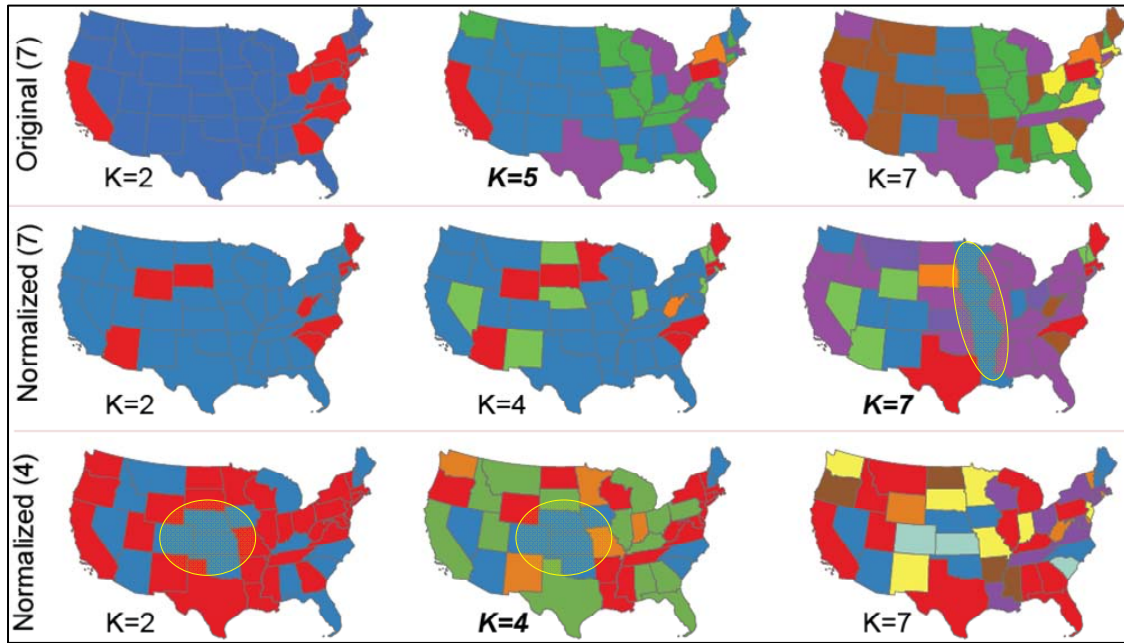 Original (7)
K=2
K=5
K=7
Normalized (7)
K=2
K=4
K=7
Normalized (4)
K=2
K=4
K=7